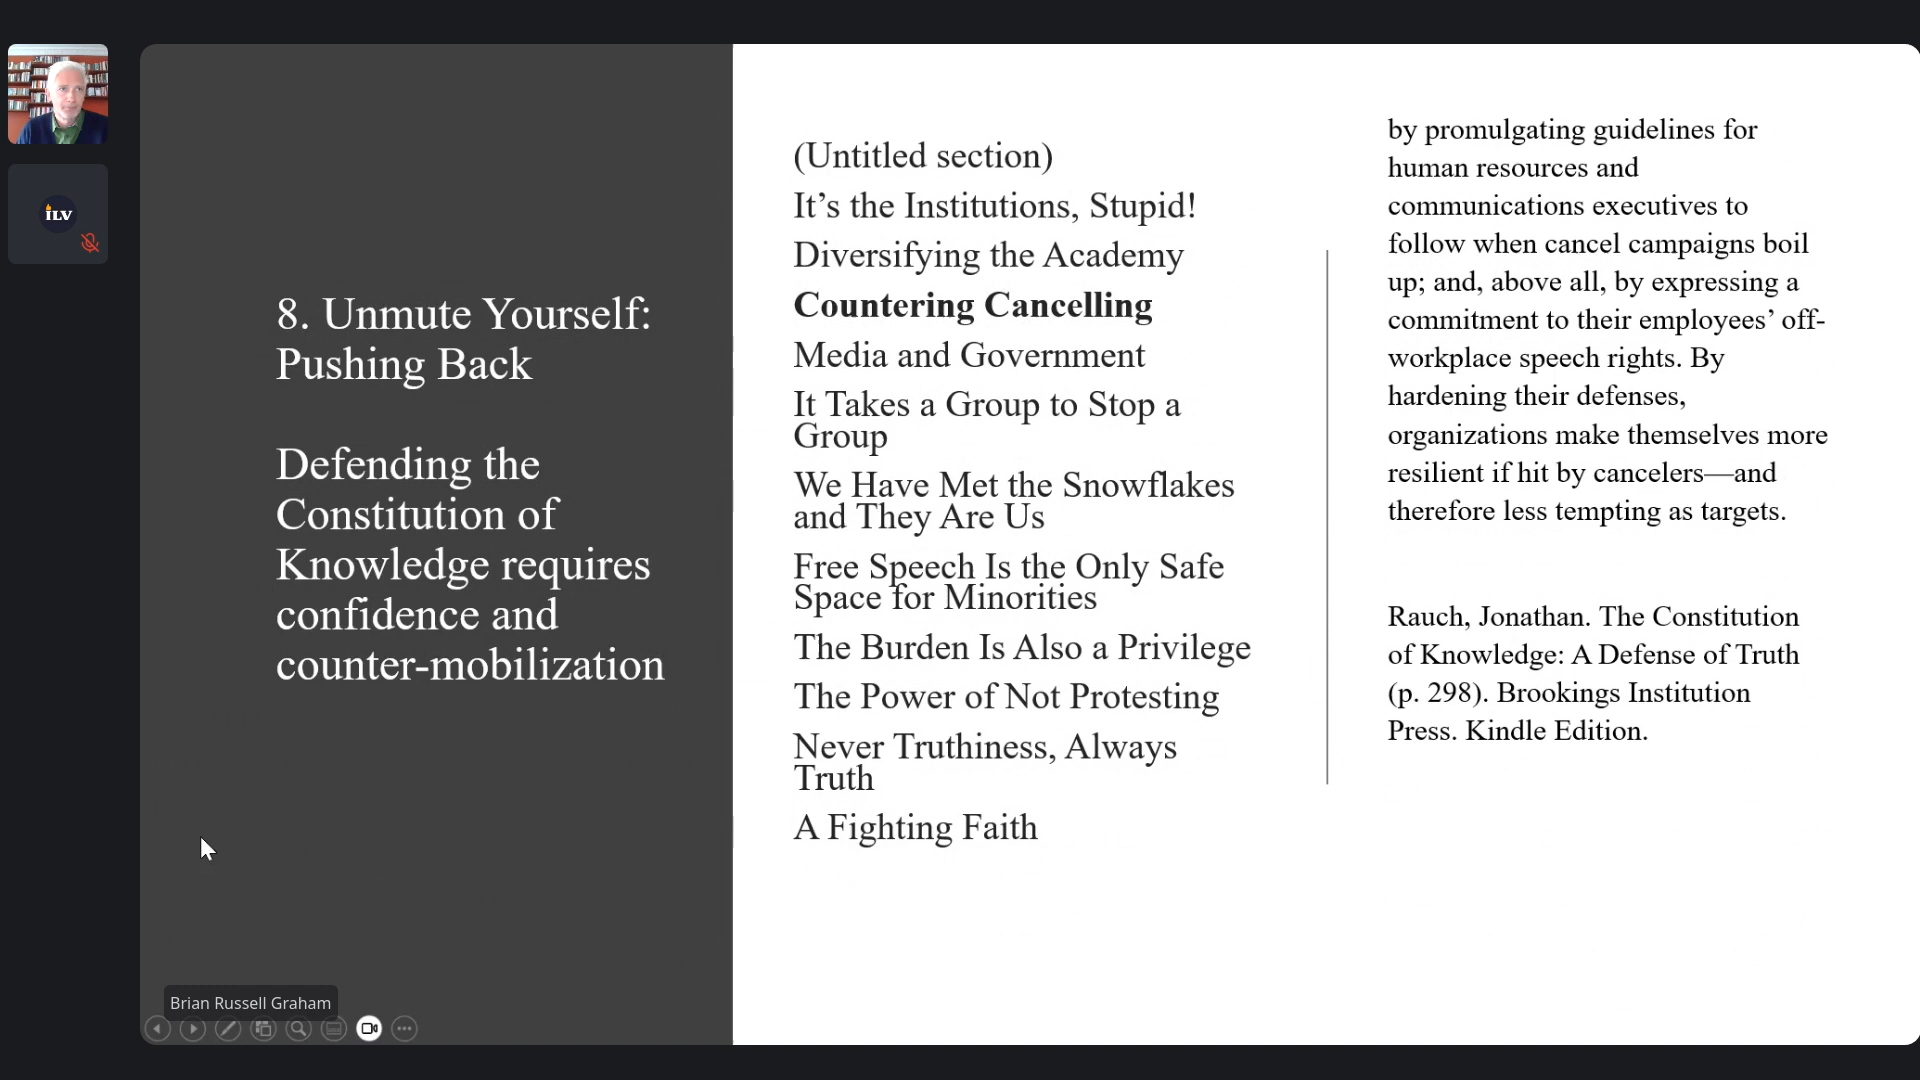 ILV
8. Unmute Yourself:
Pushing Back
Defending the
Constitution of
Knowledge requires
confidence and
counter-mobilization
(Untitled section)
It’s the Institutions, Stupid!
Diversifying the Academy
Countering Cancelling
Media and Government
It Takes a Group to Stop a
Group
We Have Met the Snowflakes
and They Are Us
Free Speech Is the Only Safe
Space for Minorities
The Burden Is Also a Privilege
The Power of Not Protesting
Never Truthiness, Always
Truth
A Fighting Faith
by promulgating guidelines for
human resources and
communications executives to
follow when cancel campaigns boil
up; and, above all, by expressing a
commitment to their employees’ off-
workplace speech rights. By
hardening their defenses,
organizations make themselves more
resilient if hit by cancelers—and
therefore less tempting as targets.
Rauch, Jonathan. The Constitution
of Knowledge: A Defense of Truth
(p. 298). Brookings Institution
Press. Kindle Edition.
Brian Russell Graham